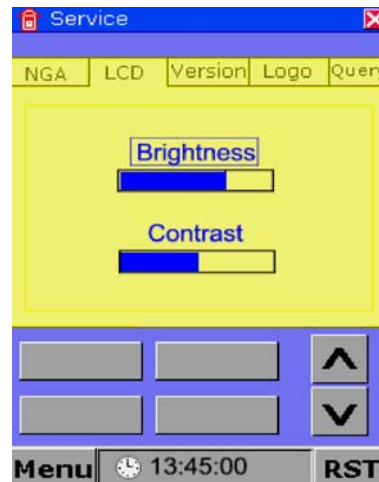 Service
NGA LCD Version Logo Quer
Brightness
Contrast
Menu 13:45:00 RST